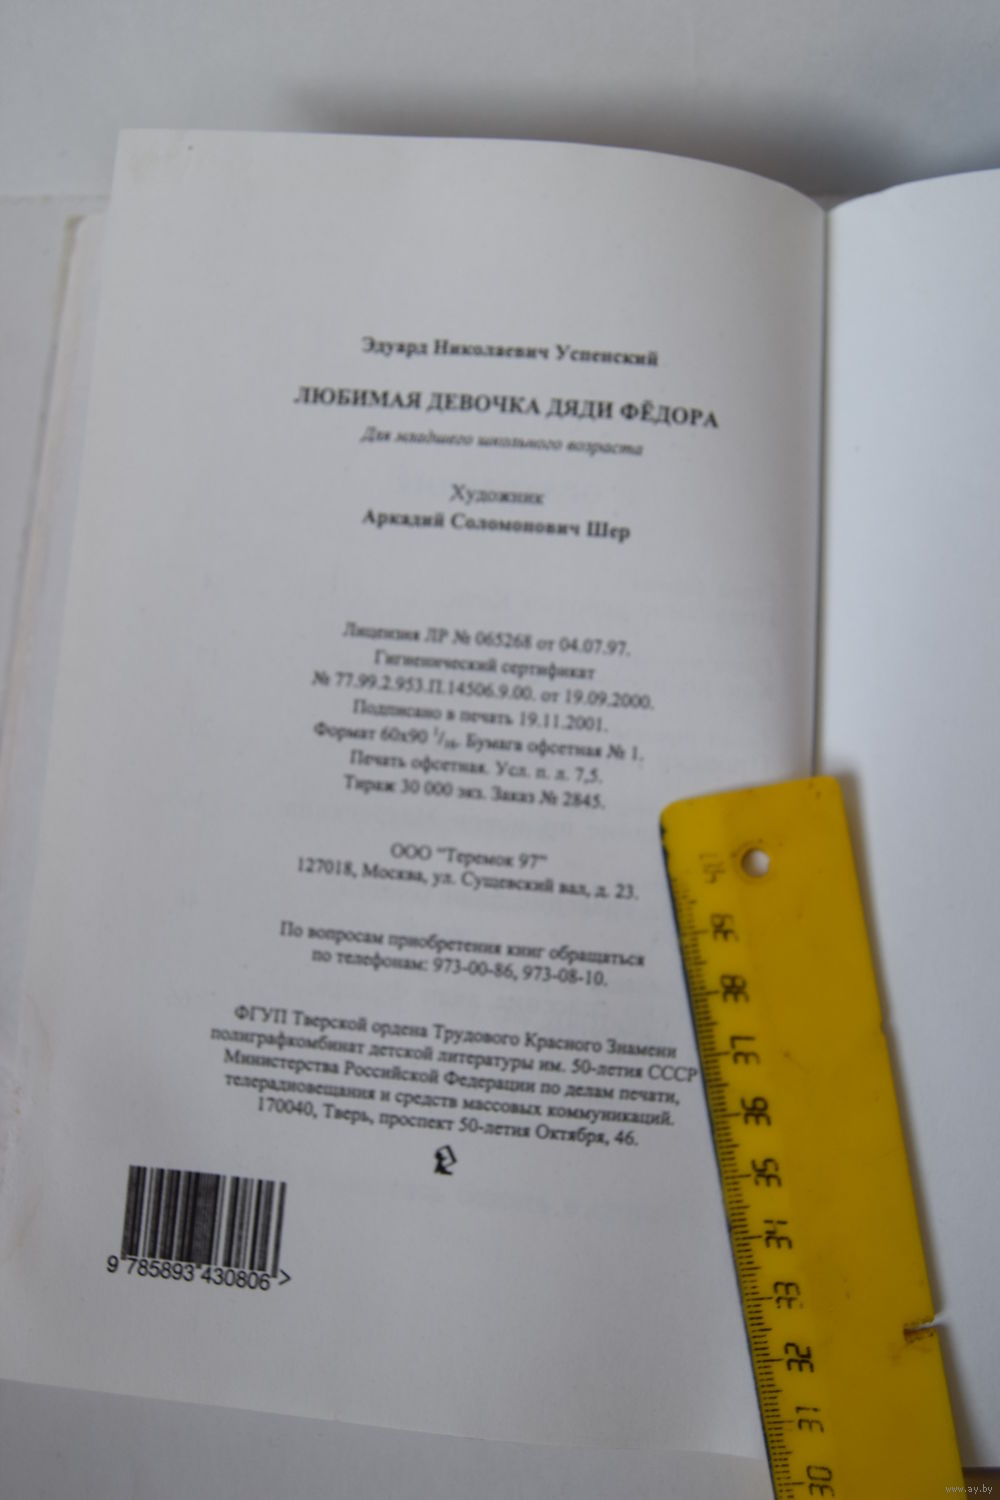 Эдуард Николаевич Успенский
ЛЮБИМАЯ ДЕВОЧКА ДЯДИ ФЁДОРА
Для младшего школьного возраста
Художник
Аркадий Соломонович Шер
Лицензия ЛР № 065268 от 04.07.97.
Гигиенический сертификат
№ 77.99.2.953.П.14506.9.00. от 19.09.2000.
Подписано в печать 19.11.2001.
Формат 60х90 1/16. Бумага офсетная № 1.
Печать офсетная. Усл. п. л. 7,5.
Тираж 30 000 экз. Заказ № 2845.
ООО "Теремок 97"
127018, Москва, ул. Сущевский вал, д. 23.
По вопросам приобретения книг обращаться
по телефонам: 973-00-86, 973-08-10.
ФГУП Тверской ордена Трудового Красного Знамени
полиграфкомбинат детской литературы им. 50-летия СССР
Министерства Российской Федерации по делам печати,
телерадиовещания и средств массовых коммуникаций.
170040, Тверь, проспект 50-летия Октября, 46.
9 785893 430806 >
39
38
37
36
35
34
33
32
31
30
www.ay.by